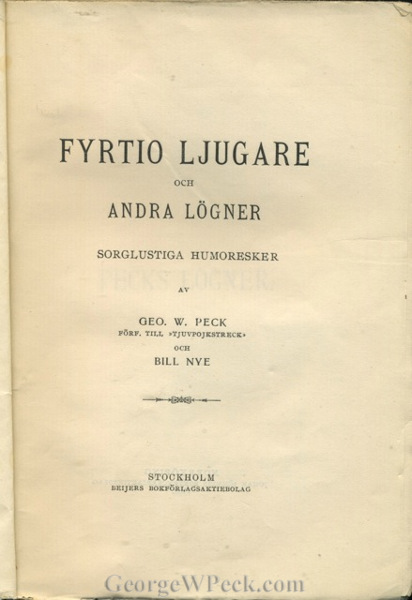 FYRTIO LJUGARE
OCH
ANDRA LÖGNER
SORGLUSTIGA HUMORESKER
AV
GEO. W. PECK
FÖRF. TILL »TJUVPOJKSTRECK»
OCH
BILL NYE
STOCKHOLM
BEIJERS BOKFÖRLAGSAKTIEBOLAG
GeorgeWPeck.com